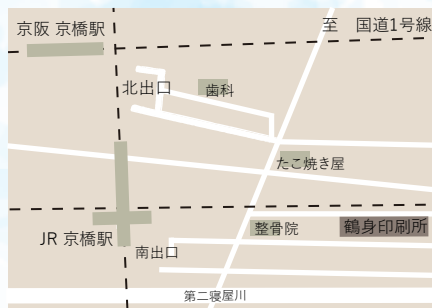 京阪 京橋駅
至　国道1号線
北出口
歯科
たこ焼き屋
JR 京橋駅
南出口
整骨院
鶴身印刷所
第二寝屋川